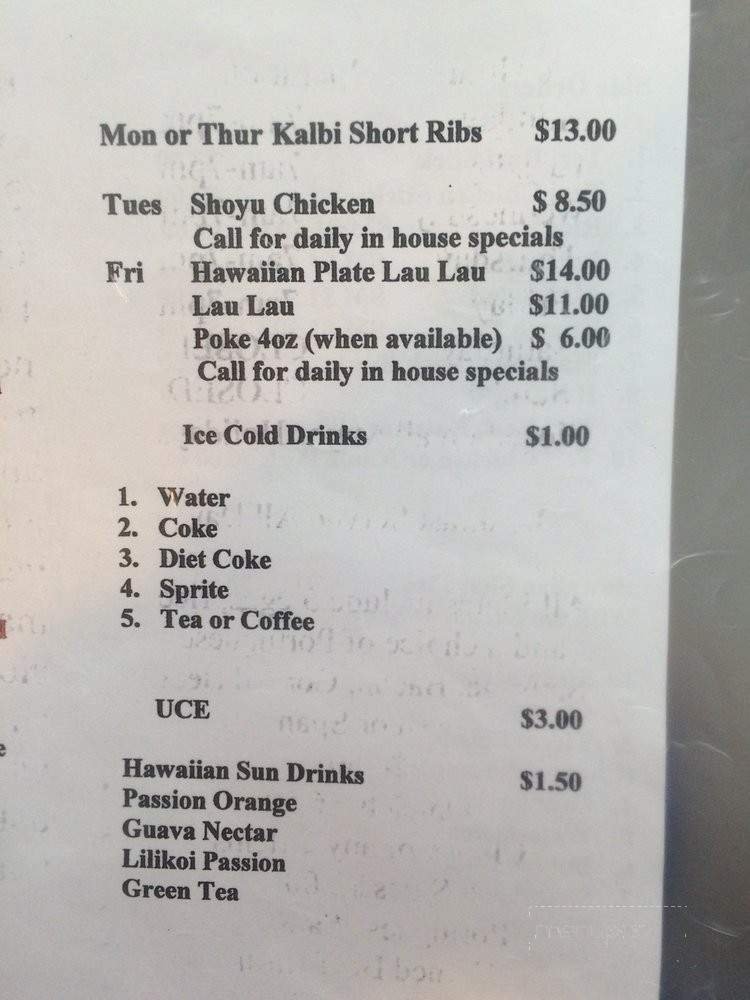 Mon or Thur Kalbi Short Ribs $13.00
Tues Shoyu Chicken $ 8.50
Call for daily in house specials
Fri Hawaiian Plate Lau Lau $14.00
Lau Lau $11.00
Poke 4oz (when available) $ 6.00
Call for daily in house specials
Ice Cold Drinks $1.00
1. Water
2. Coke
3. Diet Coke
4. Sprite
5. Tea or Coffee
UCE $3.00
Hawaiian Sun Drinks $1.50
Passion Orange
Guava Nectar
Lilikoi Passion
Green Tea